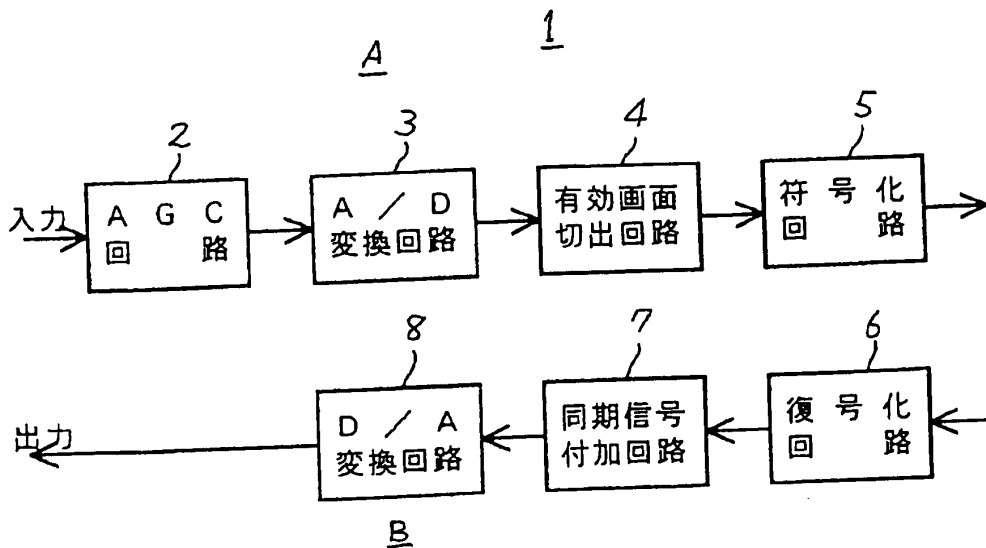 1
A
2
3
4
5
入力
A G C
回 路
A / D
変換回路
有効画面
切出回路
符 号 化
回 路
8
7
6
出力
D / A
変換回路
同期信号
付加回路
復 号 化
回 路
B